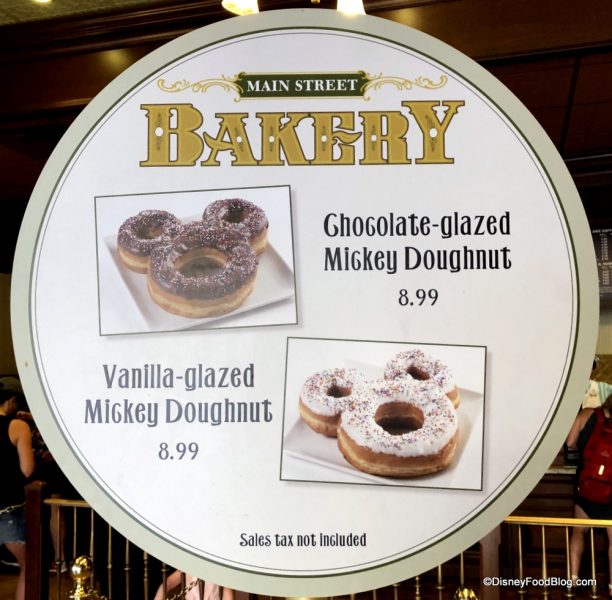 MAIN STREET
BAKERY
Chocolate-glazed
Mickey Doughnut
8.99
Vanilla-glazed
Mickey Doughnut
8.99
Sales tax not included
©DisneyFoodBlog.com